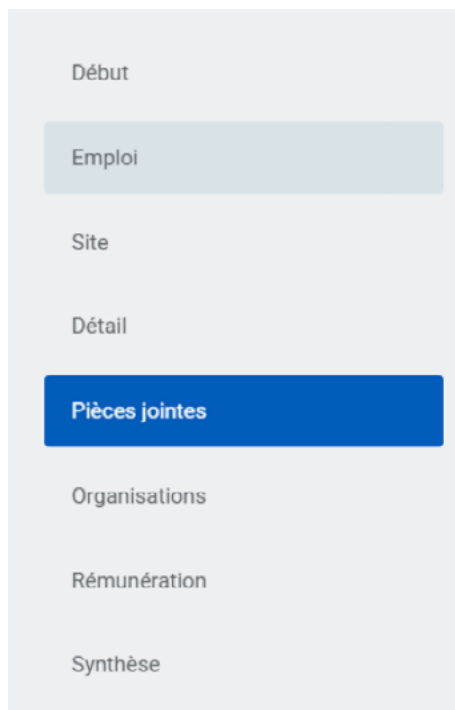 Début
Emploi
Site
Détail
Pièces jointes
Organisations
Rémunération
Synthèse